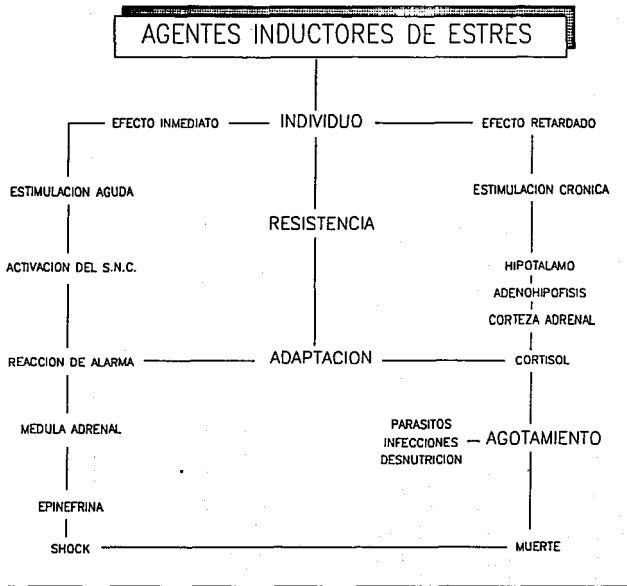 AGENTES INDUCTORES DE ESTRES
EFECTO INMEDIATO
INDIVIDUO
EFECTO RETARDADO
ESTIMULACION AGUDA
ESTIMULACION CRONICA
RESISTENCIA
ACTIVACION DEL S.N.C.
HIPOTALAMO
ADENOHIPOFISIS
CORTEZA ADRENAL
REACCION DE ALARMA
ADAPTACION
CORTISOL
MEDULA ADRENAL
PARASITOS
INFECCIONES
DESNUTRICION
AGOTAMIENTO
EPINEFRINA
SHOCK
MUERTE